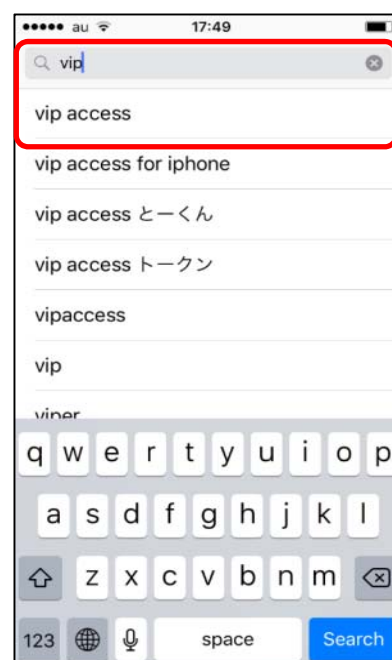 au 17:49
vip
vip access
vip access for iphone
vip access とーくん
vip access トークン
vipaccess
vip
viper
q w e r t y u i o p
a s d f g h j k l
z x c v b n m
123 space Search